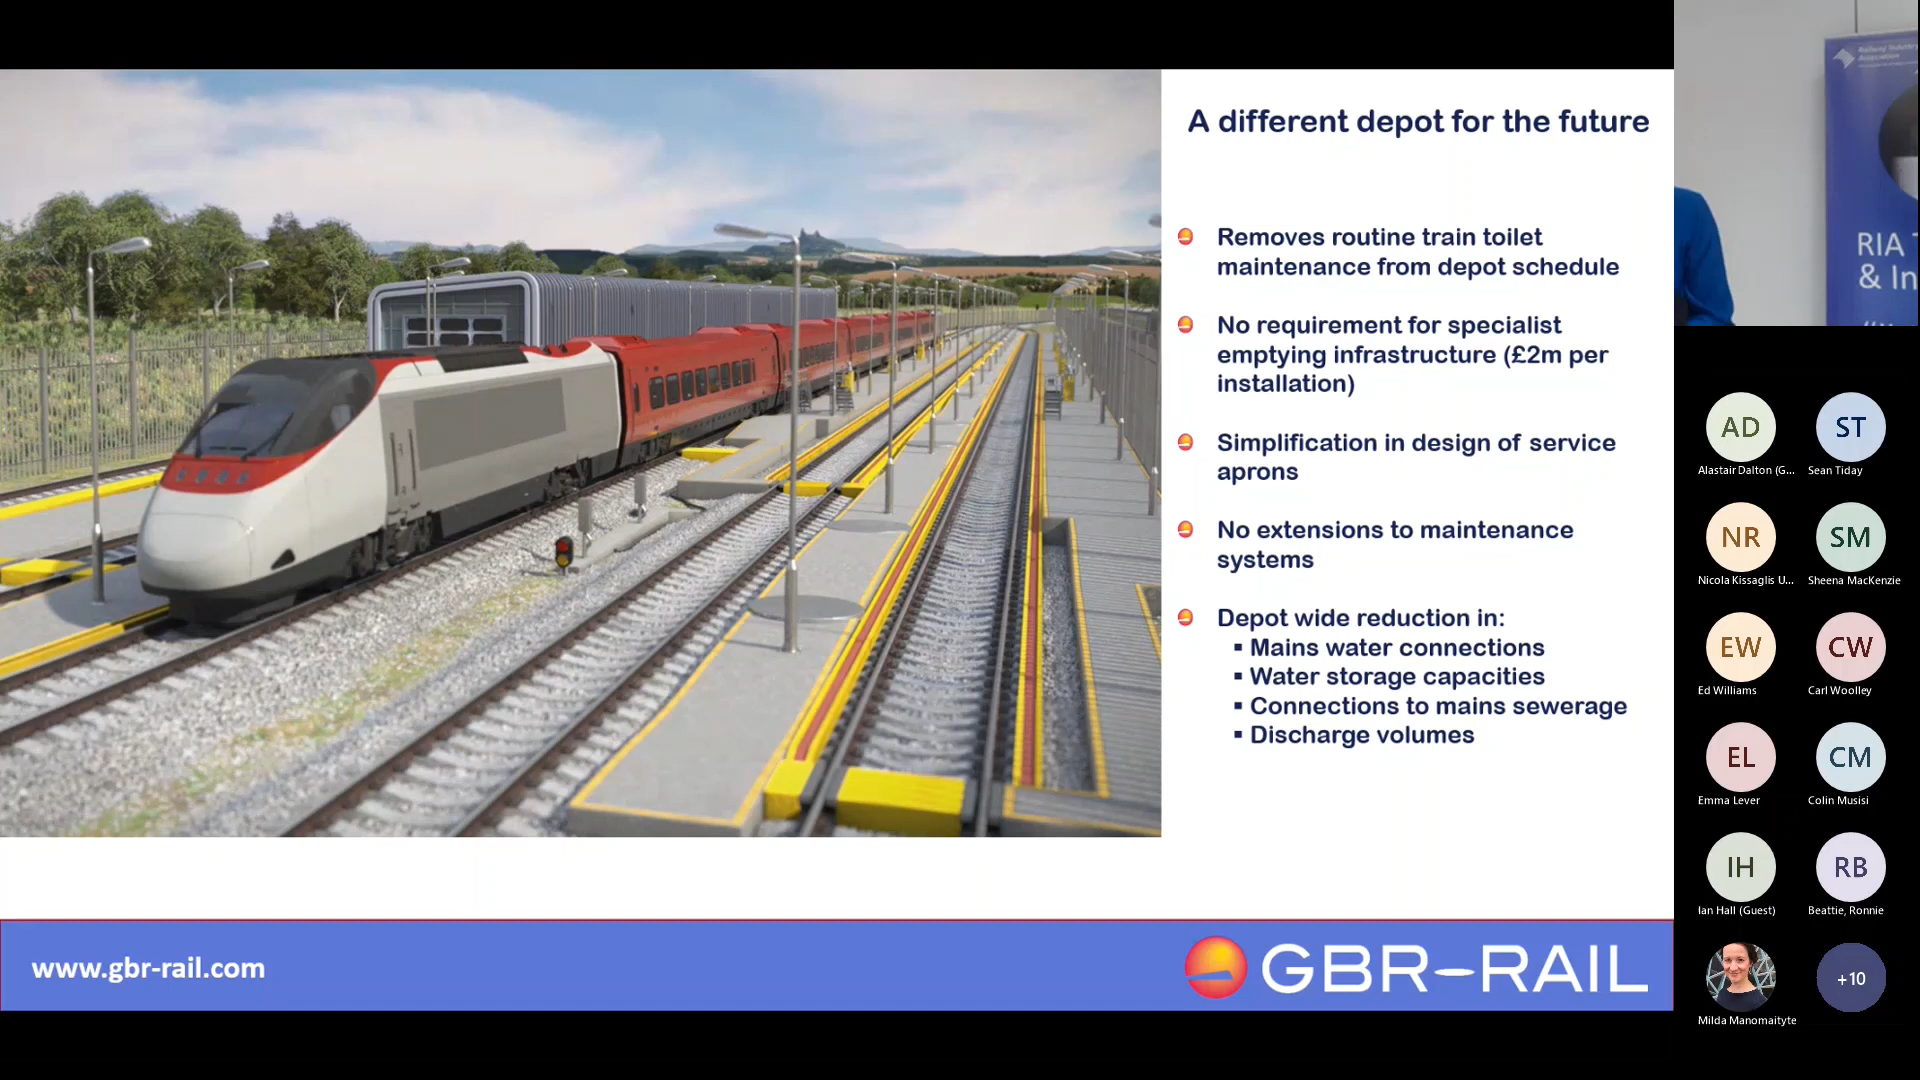 A different depot for the future
Removes routine train toilet
maintenance from depot schedule
No requirement for specialist
emptying infrastructure (£2m per
installation)
Simplification in design of service
aprons
No extensions to maintenance
systems
Depot wide reduction in:
▪ Mains water connections
▪ Water storage capacities
▪ Connections to mains sewerage
▪ Discharge volumes
www.gbr-rail.com
GBR-RAIL
Railway Industry
Association
RIA
& In
AD
ST
Alastair Dalton (G...
Sean Tiday
NR
SM
Nicola Kissaglis U...
Sheena MacKenzie
EW
CW
Ed Williams
Carl Woolley
EL
CM
Emma Lever
Colin Musisi
IH
RB
Ian Hall (Guest)
Beattie, Ronnie
+10
Milda Manomaityte